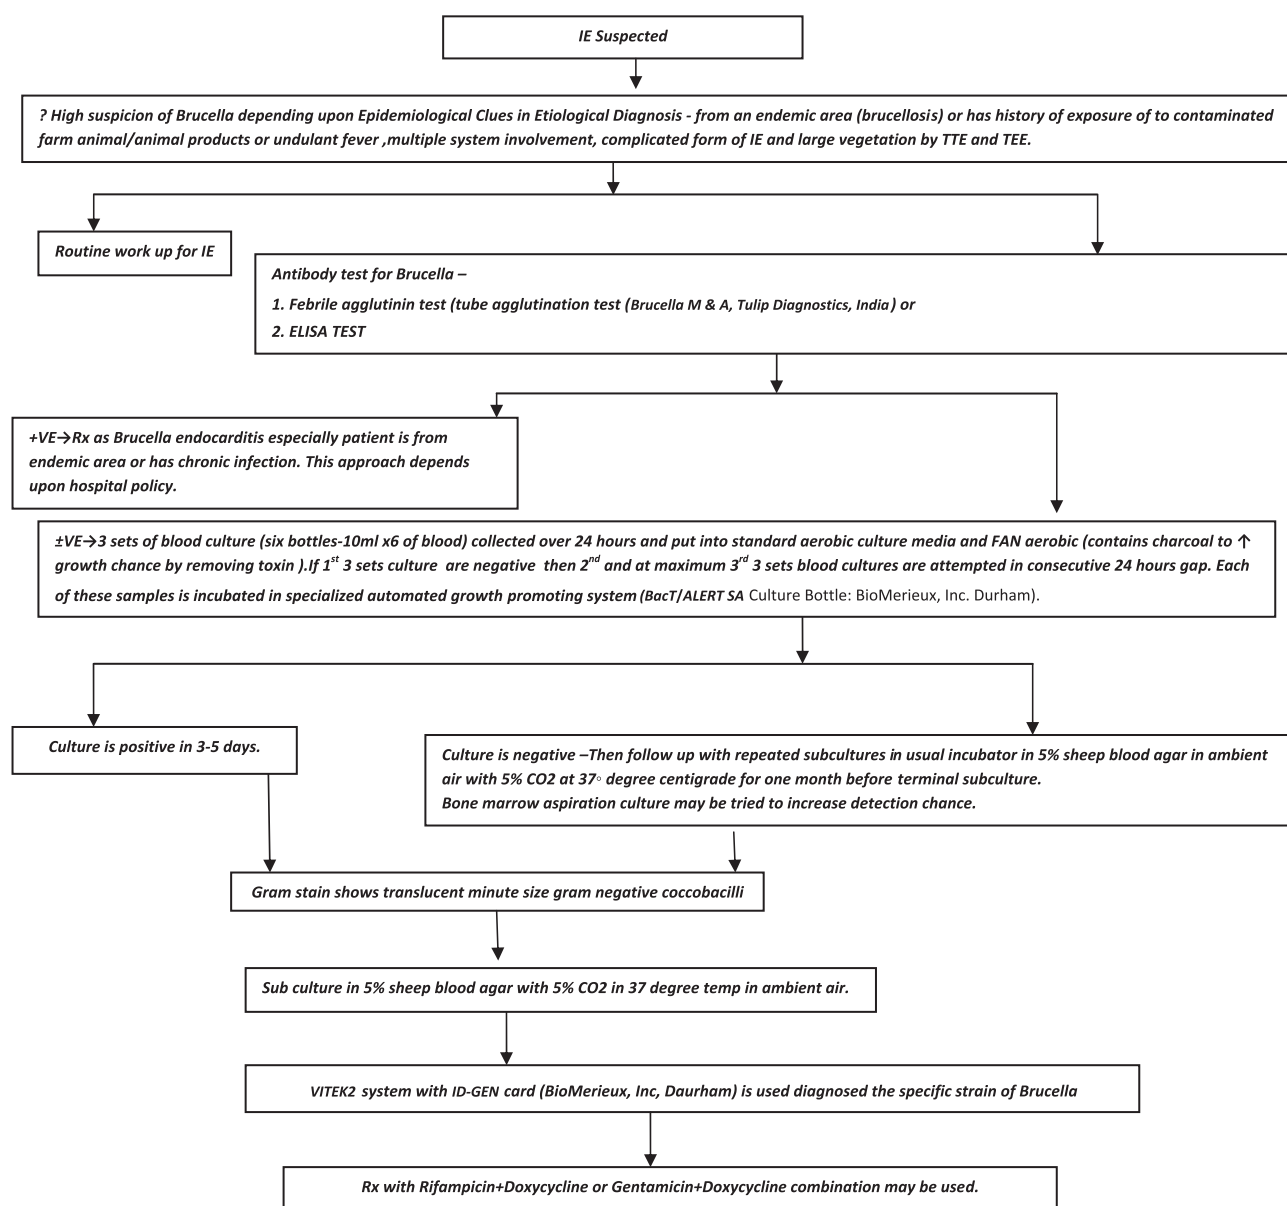 IE Suspected
? High suspicion of Brucella depending upon Epidemiological Clues in Etiological Diagnosis - from an endemic area (brucellosis) or has history of exposure of to contaminated
farm animal/animal products or undulant fever ,multiple system involvement, complicated form of IE and large vegetation by TTE and TEE.
Routine work up for IE
Antibody test for Brucella –
1. Febrile agglutinin test (tube agglutination test (Brucella M & A, Tulip Diagnostics, India) or
2. ELISA TEST
+VE→Rx as Brucella endocarditis especially patient is from
endemic area or has chronic infection. This approach depends
upon hospital policy.
±VE→3 sets of blood culture (six bottles-10ml x6 of blood) collected over 24 hours and put into standard aerobic culture media and FAN aerobic (contains charcoal to ↑
growth chance by removing toxin ).If 1st 3 sets culture are negative then 2nd and at maximum 3rd 3 sets blood cultures are attempted in consecutive 24 hours gap. Each
of these samples is incubated in specialized automated growth promoting system (BacT/ALERT SA Culture Bottle: BioMerieux, Inc. Durham).
Culture is positive in 3-5 days.
Culture is negative –Then follow up with repeated subcultures in usual incubator in 5% sheep blood agar in ambient
air with 5% CO2 at 37◦ degree centigrade for one month before terminal subculture.
Bone marrow aspiration culture may be tried to increase detection chance.
Gram stain shows translucent minute size gram negative coccobacilli
Sub culture in 5% sheep blood agar with 5% CO2 in 37 degree temp in ambient air.
VITEK2 system with ID-GEN card (BioMerieux, Inc, Daurham) is used diagnosed the specific strain of Brucella
Rx with Rifampicin+Doxycycline or Gentamicin+Doxycycline combination may be used.